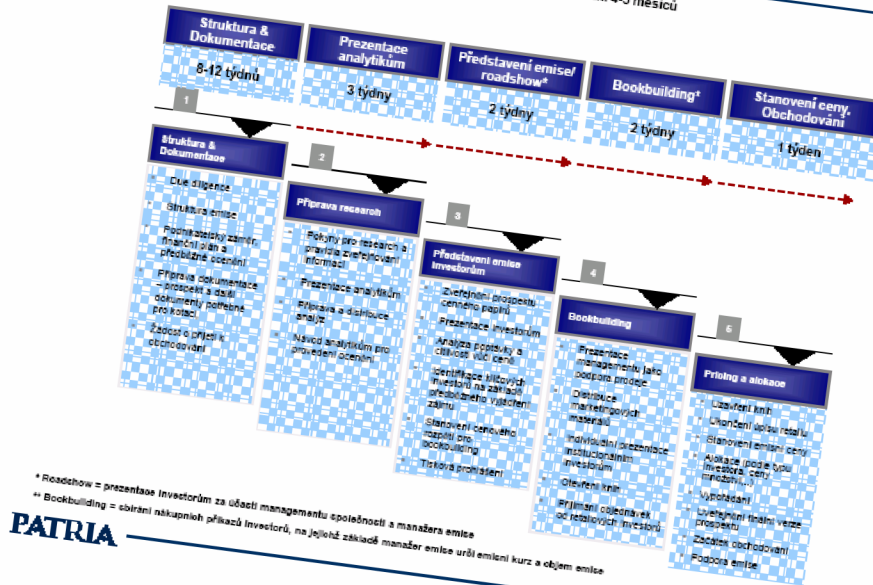 4-5 měsíců
Struktura &
Dokumentace
8-12 týdnů
Prezentace
analytikům
3 týdny
Představení emise/
roadshow*
2 týdny
Bookbuilding*
2 týdny
Stanovení ceny,
Obchodování
1 týden
1
Struktura &
Dokumentace
Due diligence
Struktura emise
Podnikatelský záměr,
finanční plán a
předběžné ocenění
Příprava dokumentace
– prospekt a další
dokumenty potřebné
pro kotaci
Žádost o přijetí k
obchodování
2
Příprava research
Pokyny pro research a
pravidla zveřejňování
informací
Prezentace analytikům
Příprava a distribuce
analýz
Návod analytikům pro
provedení ocenění
3
Představení emise
investorům
Zveřejnění prospektu
cenného papírů
Prezentace investorům
Analýza poptávky a
citlivosti vůči ceně
Identifikace klíčových
investorů na základě
předběžného vyjádření
zájmu
Stanovení cenového
rozpětí pro
bookbuilding
Tisková prohlášení
4
Bookbuilding
Prezentace
managementu jako
podpora prodeje
Distribuce
marketingových
materiálů
Individuální prezentace
institucionálním
investorům
Otevření knih
Přijímání objednávek
od retailových investorů
5
Pricing a alokace
Uzavření knih
Ukončení úpisu retailu
Stanovení emisní ceny
Alokace (podle typu
investora, ceny
množství...)
Vypořádání
Uveřejnění finální verze
prospektu
Začátek obchodování
Podpora emise
* Roadshow = prezentace investorům za účasti managementu společnosti a manažera emise
** Bookbuilding = sbírání nákupních příkazů investorů, na jejichž základě manažer emise určí emisní kurz a objem emise
PATRIA